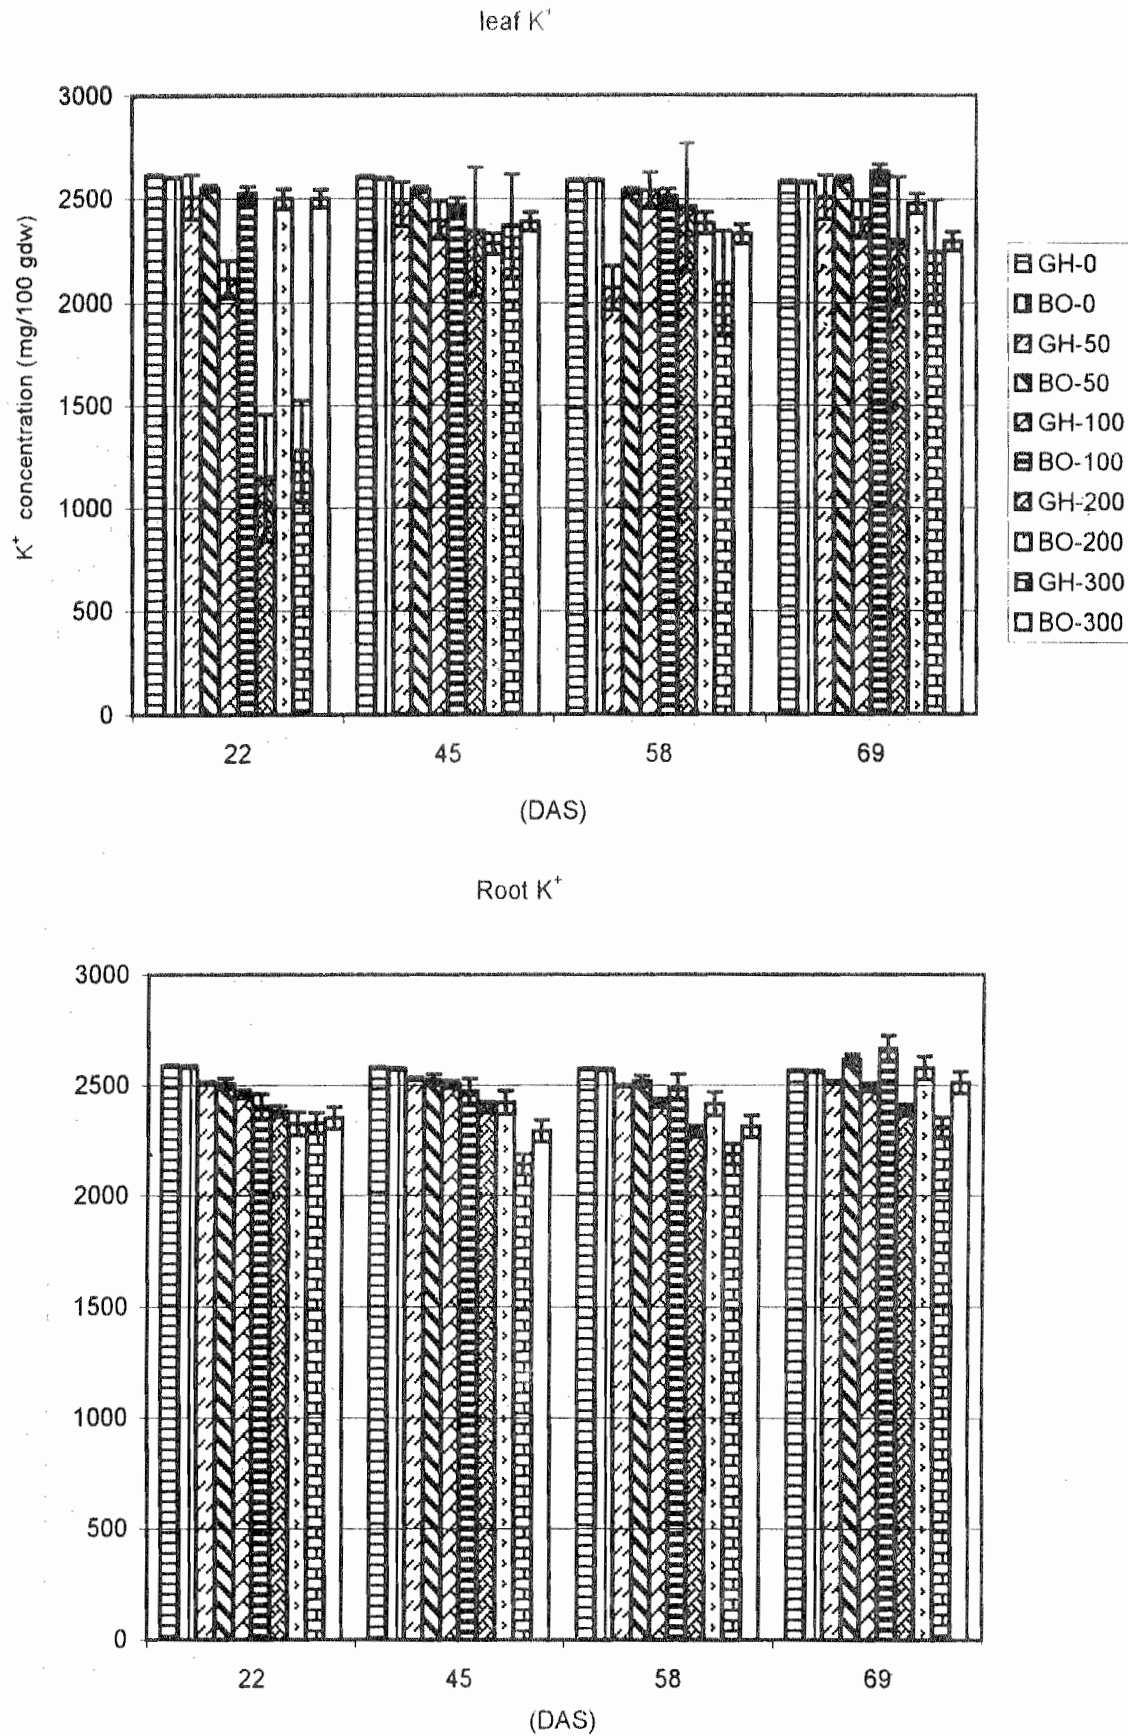 leaf K⁺
3000
2500
2000
1500
1000
500
0
K⁺ concentration (mg/100 gdw)
22 45 58 69
(DAS)
GH-0
BO-0
GH-50
BO-50
GH-100
BO-100
GH-200
BO-200
GH-300
BO-300
Root K⁺
3000
2500
2000
1500
1000
500
0
22 45 58 69
(DAS)